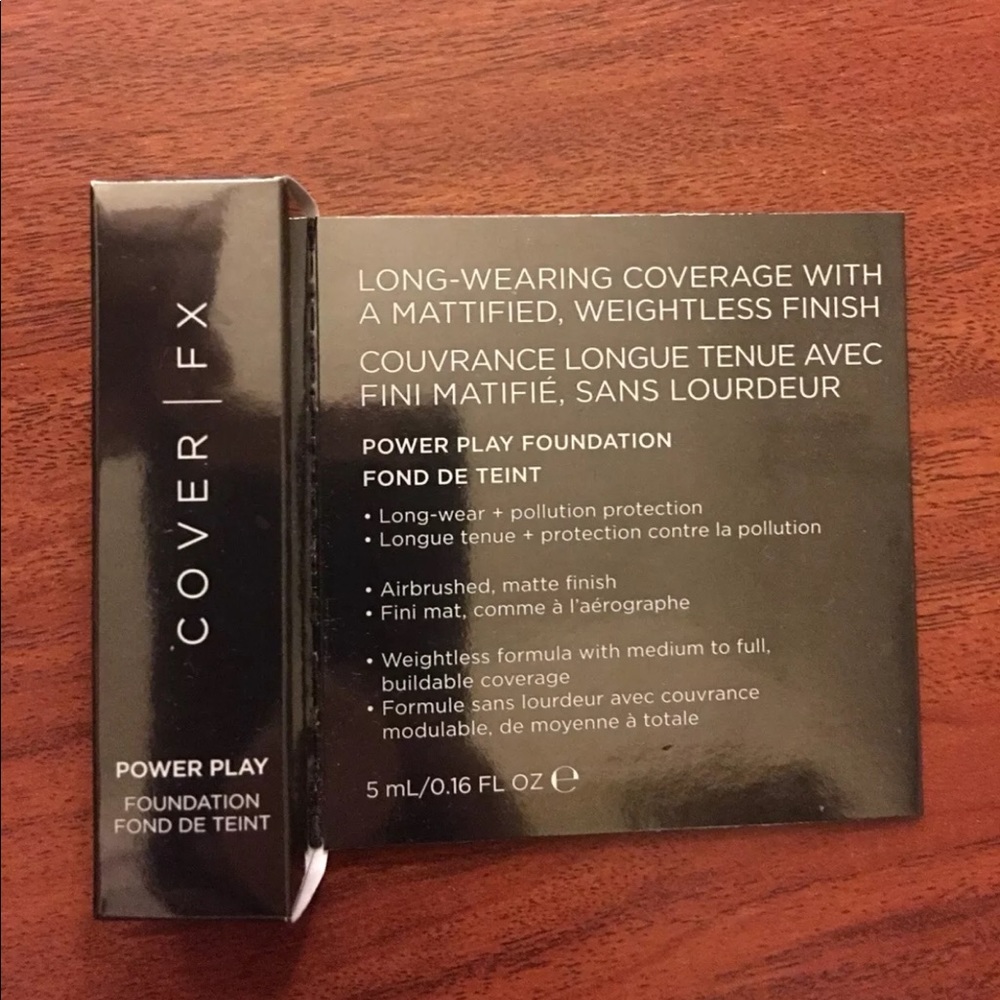 COVER | FX
POWER PLAY
FOUNDATION
FOND DE TEINT
LONG-WEARING COVERAGE WITH
A MATTIFIED, WEIGHTLESS FINISH
COUVRANCE LONGUE TENUE AVEC
FINI MATIFIÉ, SANS LOURDEUR
POWER PLAY FOUNDATION
FOND DE TEINT
• Long-wear + pollution protection
• Longue tenue + protection contre la pollution
• Airbrushed, matte finish
• Fini mat, comme à l'aérographe
• Weightless formula with medium to full,
buildable coverage
• Formule sans lourdeur avec couvrance
modulable, de moyenne à totale
5 mL/0.16 FL OZ ℮